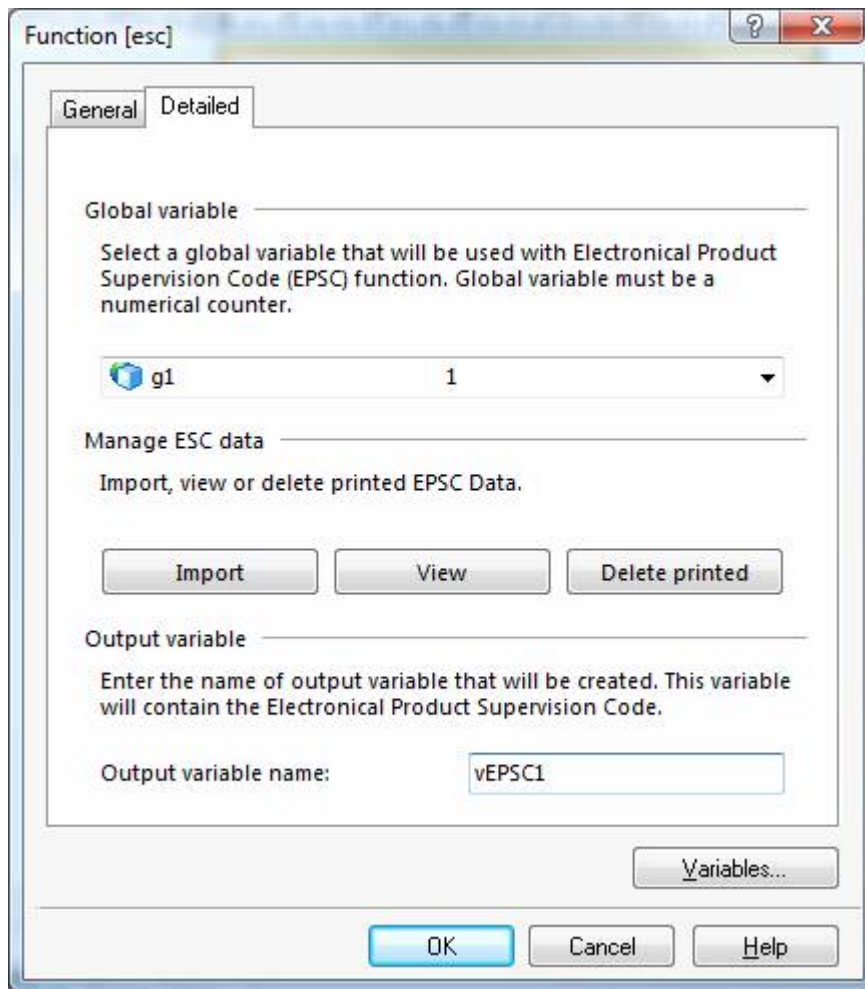 Function [esc]
General
Detailed
Global variable
Select a global variable that will be used with Electronical Product
Supervision Code (EPSC) function. Global variable must be a
numerical counter.
g1 1
Manage ESC data
Import, view or delete printed EPSC Data.
Import View Delete printed
Output variable
Enter the name of output variable that will be created. This variable
will contain the Electronical Product Supervision Code.
Output variable name: vEPSC1
Variables...
OK Cancel Help